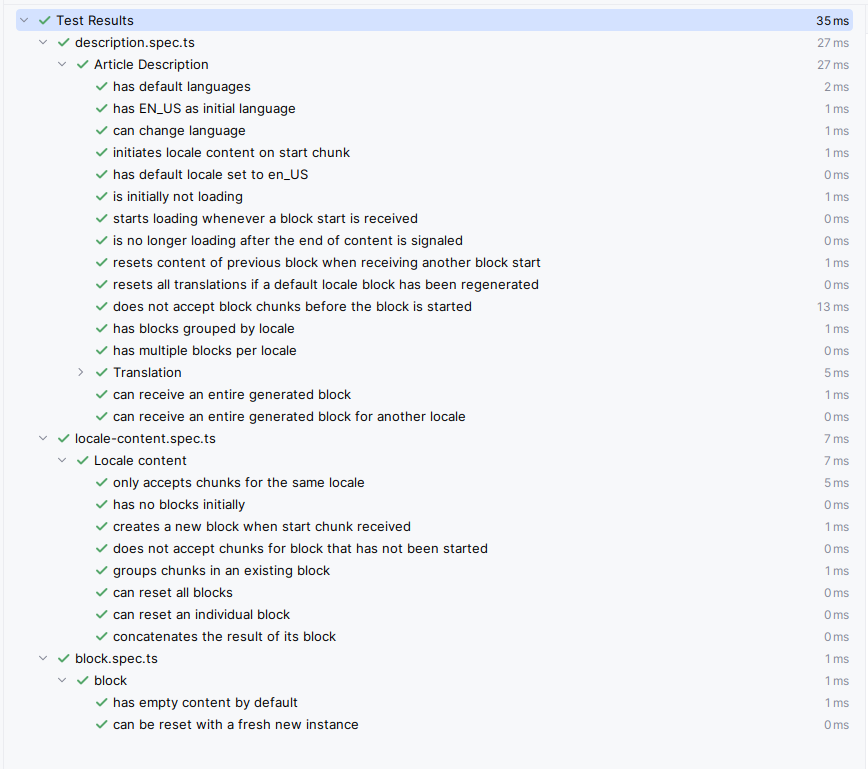 Test Results 35 ms
description.spec.ts 27 ms
Article Description 27 ms
has default languages 2 ms
has EN_US as initial language 1 ms
can change language 1 ms
initiates locale content on start chunk 1 ms
has default locale set to en_US 0 ms
is initially not loading 1 ms
starts loading whenever a block start is received 0 ms
is no longer loading after the end of content is signaled 0 ms
resets content of previous block when receiving another block start 1 ms
resets all translations if a default locale block has been regenerated 0 ms
does not accept block chunks before the block is started 13 ms
has blocks grouped by locale 1 ms
has multiple blocks per locale 0 ms
Translation 5 ms
can receive an entire generated block 1 ms
can receive an entire generated block for another locale 0 ms
locale-content.spec.ts 7 ms
Locale content 7 ms
only accepts chunks for the same locale 5 ms
has no blocks initially 0 ms
creates a new block when start chunk received 1 ms
does not accept chunks for block that has not been started 0 ms
groups chunks in an existing block 1 ms
can reset all blocks 0 ms
can reset an individual block 0 ms
concatenates the result of its block 0 ms
block.spec.ts 1 ms
block 1 ms
has empty content by default 1 ms
can be reset with a fresh new instance 0 ms